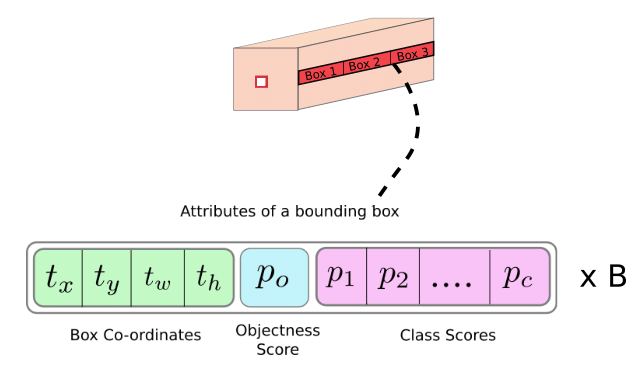 Box 1 Box 2 Box 3
Attributes of a bounding box
t_x t_y t_w t_h p_o p_1 p_2 .... p_c x B
Box Co-ordinates
Objectness
Score
Class Scores